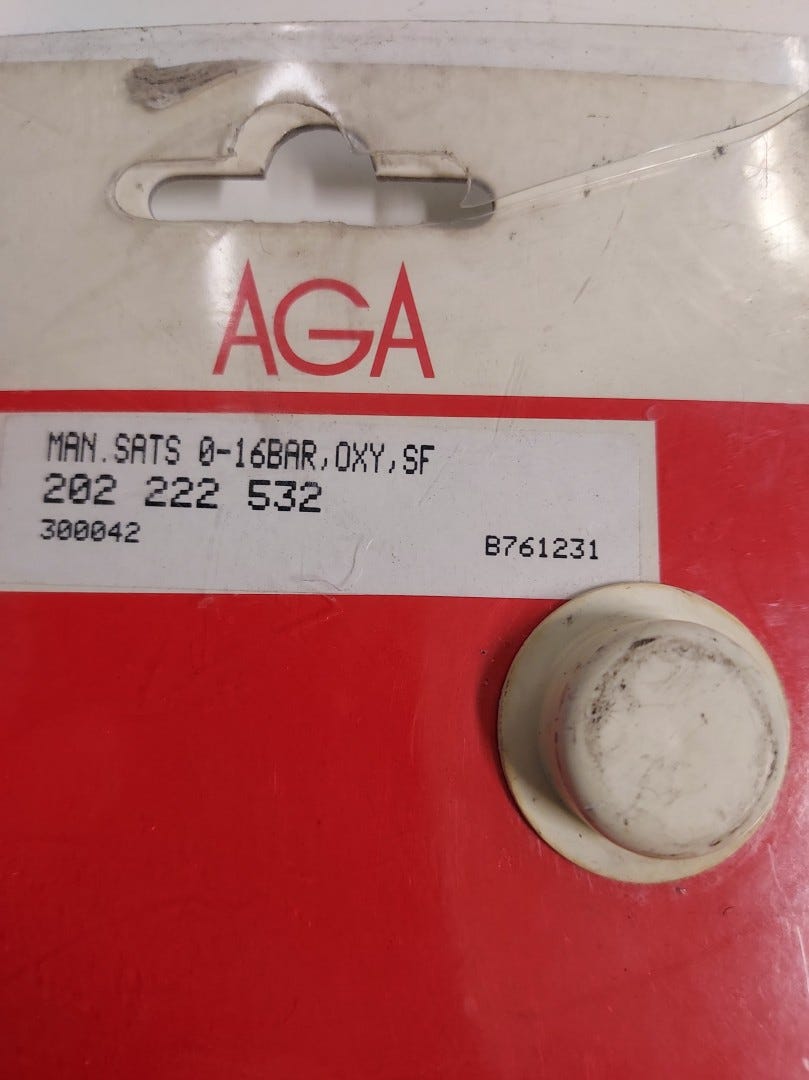 AGA
MAN.SATS 0-16BAR,OXY,SF
202 222 532
300042
B761231